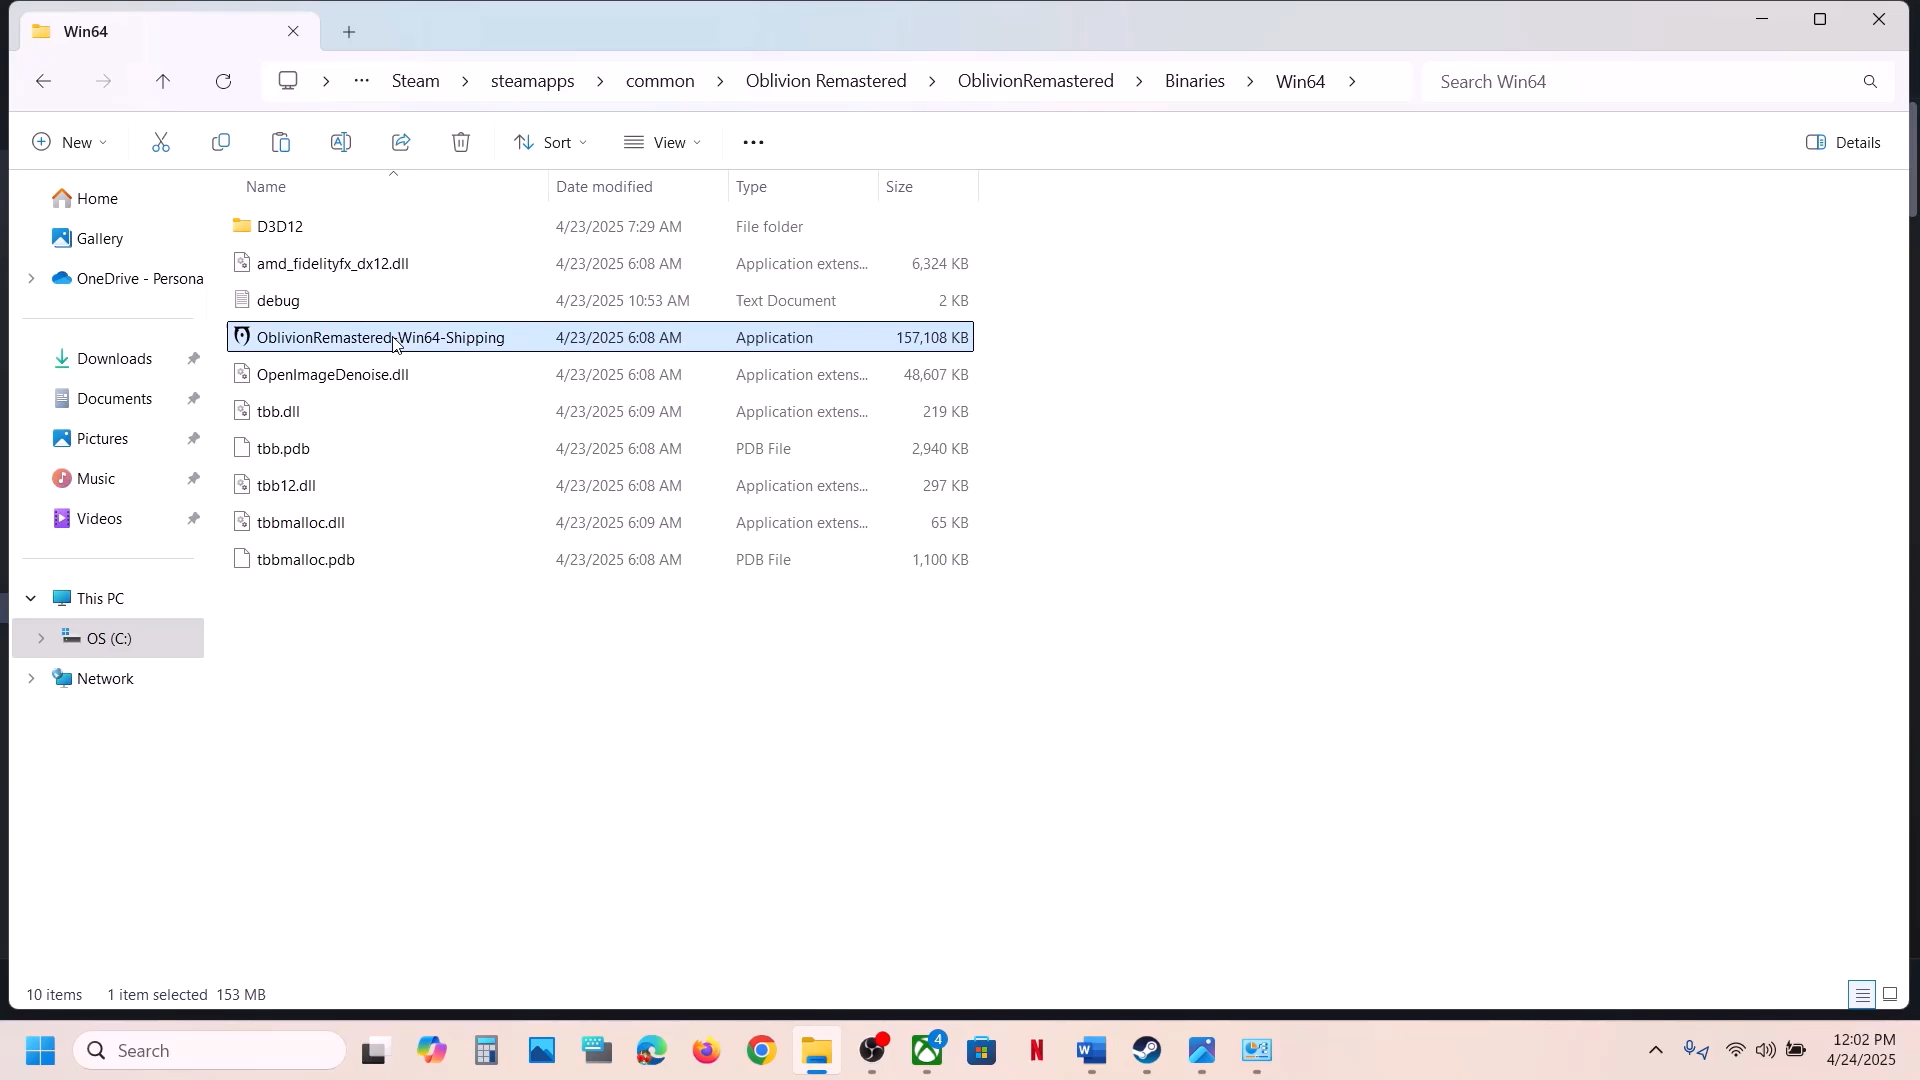 Win64
Steam steamapps common Oblivion Remastered OblivionRemastered Binaries Win64
Search Win64
New
Sort
View
Details
Name Date modified Type Size
Home
Gallery
OneDrive - Persona
Downloads
Documents
Pictures
Music
Videos
This PC
OS (C:)
Network
D3D12 4/23/2025 7:29 AM File folder
amd_fidelityfx_dx12.dll 4/23/2025 6:08 AM Application extens... 6,324 KB
debug 4/23/2025 10:53 AM Text Document 2 KB
OblivionRemastered-Win64-Shipping 4/23/2025 6:08 AM Application 157,108 KB
OpenImageDenoise.dll 4/23/2025 6:08 AM Application extens... 48,607 KB
tbb.dll 4/23/2025 6:09 AM Application extens... 219 KB
tbb.pdb 4/23/2025 6:08 AM PDB File 2,940 KB
tbb12.dll 4/23/2025 6:08 AM Application extens... 297 KB
tbbmalloc.dll 4/23/2025 6:09 AM Application extens... 65 KB
tbbmalloc.pdb 4/23/2025 6:08 AM PDB File 1,100 KB
10 items 1 item selected 153 MB
Search
4
12:02 PM
4/24/2025